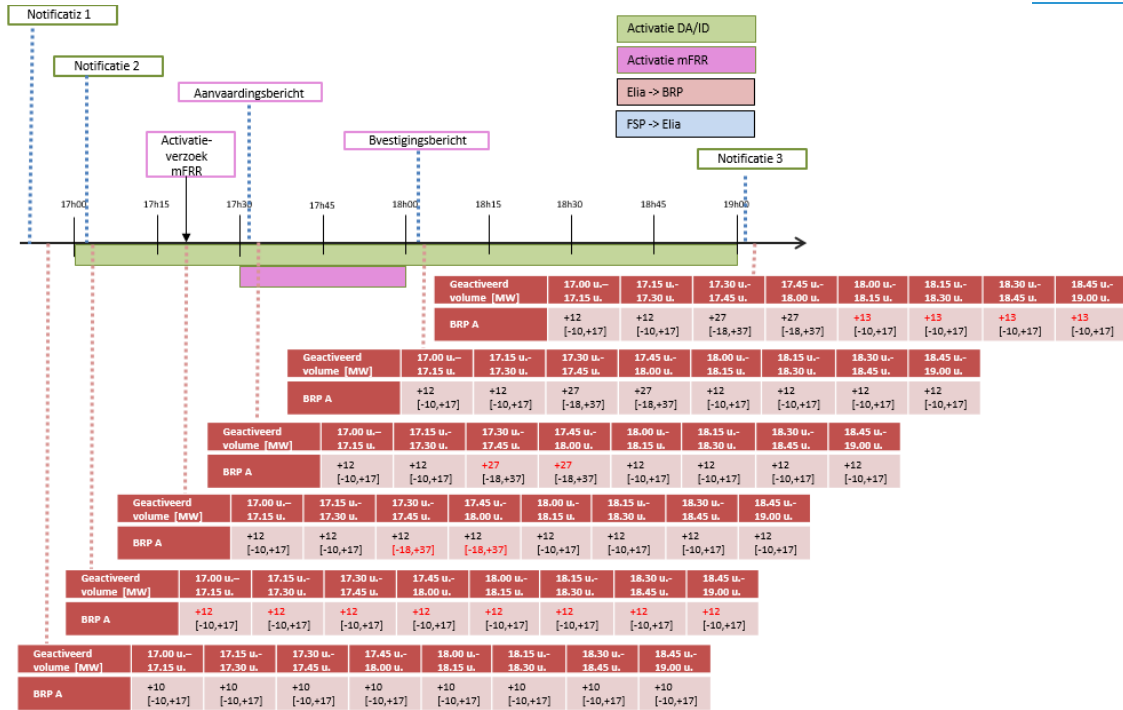 Notificatiz 1
Activatie DA/ID
Notificatie 2
Activatie mFRR
Aanvaardingsbericht
Elia -> BRP
Activatie-
verzoek
mFRR
Bvestigingsbericht
FSP -> Elia
Notificatie 3
17h00 17h15 17h30 17h45 18h00 18h15 18h30 18h45 19h00
Geactiveerd 17.00 u.– 17.15 u.- 17.30 u.- 17.45 u.- 18.00 u.- 18.15 u.- 18.30 u.- 18.45 u.-
volume [MW] 17.15 u. 17.30 u. 17.45 u. 18.00 u. 18.15 u. 18.30 u. 18.45 u. 19.00 u.
BRP A +12 +12 +27 +27 +13 +13 +13 +13
[-10,+17] [-10,+17] [-18,+37] [-18,+37] [-10,+17] [-10,+17] [-10,+17] [-10,+17]
Geactiveerd 17.00 u.– 17.15 u.- 17.30 u.- 17.45 u.- 18.00 u.- 18.15 u.- 18.30 u.- 18.45 u.-
volume [MW] 17.15 u. 17.30 u. 17.45 u. 18.00 u. 18.15 u. 18.30 u. 18.45 u. 19.00 u.
BRP A +12 +12 +27 +27 +12 +12 +12 +12
[-10,+17] [-10,+17] [-18,+37] [-18,+37] [-10,+17] [-10,+17] [-10,+17] [-10,+17]
Geactiveerd 17.00 u.– 17.15 u.- 17.30 u.- 17.45 u.- 18.00 u.- 18.15 u.- 18.30 u.- 18.45 u.-
volume [MW] 17.15 u. 17.30 u. 17.45 u. 18.00 u. 18.15 u. 18.30 u. 18.45 u. 19.00 u.
BRP A +12 +12 +27 +27 +12 +12 +12 +12
[-10,+17] [-10,+17] [-18,+37] [-18,+37] [-10,+17] [-10,+17] [-10,+17] [-10,+17]
Geactiveerd 17.00 u.– 17.15 u.- 17.30 u.- 17.45 u.- 18.00 u.- 18.15 u.- 18.30 u.- 18.45 u.-
volume [MW] 17.15 u. 17.30 u. 17.45 u. 18.00 u. 18.15 u. 18.30 u. 18.45 u. 19.00 u.
BRP A +12 +12 +12 +12 +12 +12 +12 +12
[-10,+17] [-10,+17] [-18,+37] [-18,+37] [-10,+17] [-10,+17] [-10,+17] [-10,+17]
Geactiveerd 17.00 u.– 17.15 u.- 17.30 u.- 17.45 u.- 18.00 u.- 18.15 u.- 18.30 u.- 18.45 u.-
volume [MW] 17.15 u. 17.30 u. 17.45 u. 18.00 u. 18.15 u. 18.30 u. 18.45 u. 19.00 u.
BRP A +12 +12 +12 +12 +12 +12 +12 +12
[-10,+17] [-10,+17] [-10,+17] [-10,+17] [-10,+17] [-10,+17] [-10,+17] [-10,+17]
Geactiveerd 17.00 u.– 17.15 u.- 17.30 u.- 17.45 u.- 18.00 u.- 18.15 u.- 18.30 u.- 18.45 u.-
volume [MW] 17.15 u. 17.30 u. 17.45 u. 18.00 u. 18.15 u. 18.30 u. 18.45 u. 19.00 u.
BRP A +10 +10 +10 +10 +10 +10 +10 +10
[-10,+17] [-10,+17] [-10,+17] [-10,+17] [-10,+17] [-10,+17] [-10,+17] [-10,+17]